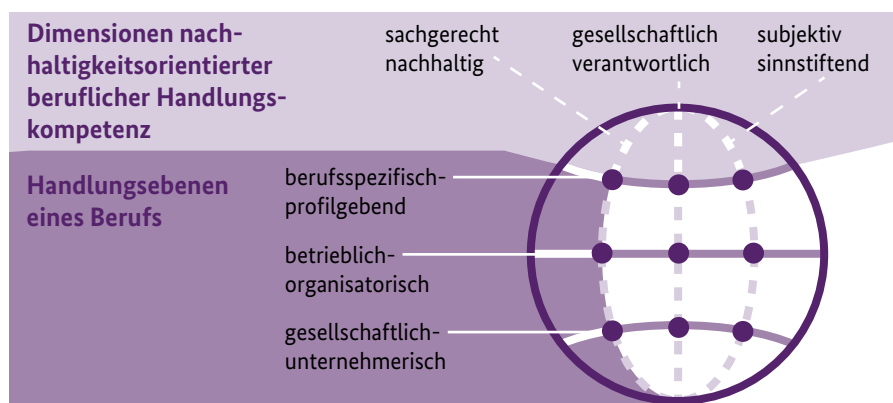 Dimensionen nach-
haltigkeitsorientierter
beruflicher Handlungs-
kompetenz
sachgerecht
nachhaltig
gesellschaftlich
verantwortlich
subjektiv
sinnstiftend
Handlungsebenen
eines Berufs
berufsspezifisch-
profilgebend
betrieblich-
organisatorisch
gesellschaftlich-
unternehmerisch